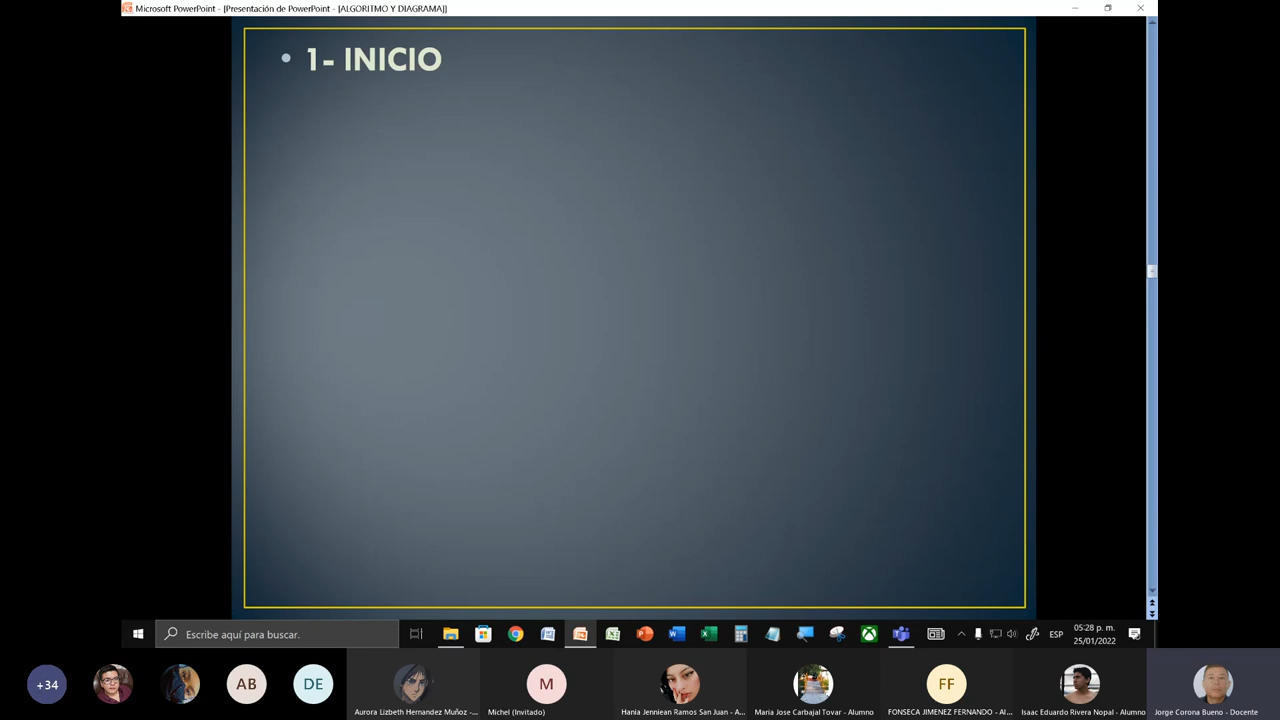 Microsoft PowerPoint - [Presentación de PowerPoint - [ALGORITMO Y DIAGRAMA]]
• 1- INICIO
Escribe aquí para buscar.
ESP
05:28 p. m.
25/01/2022
+34
AB
DE
Aurora Lizbeth Hernandez Muñoz -...
M
Michel (Invitado)
Hania Jenniean Ramos San Juan - A...
Maria Jose Carbajal Tovar - Alumno
FF
FONSECA JIMENEZ FERNANDO - Al...
Isaac Eduardo Rivera Nopal - Alumno
Jorge Corona Bueno - Docente